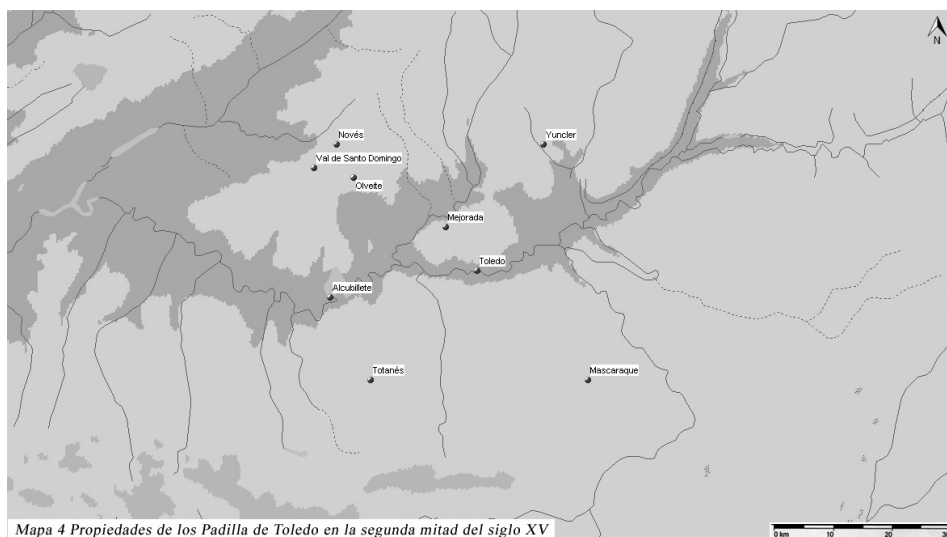 N
Novés
Yuncler
Val de Santo Domingo
Olveite
Mejorada
Toledo
Alcubillete
Totanés
Mascaraque
Mapa 4 Propiedades de los Padilla de Toledo en la segunda mitad del siglo XV
0 km 10 20 30